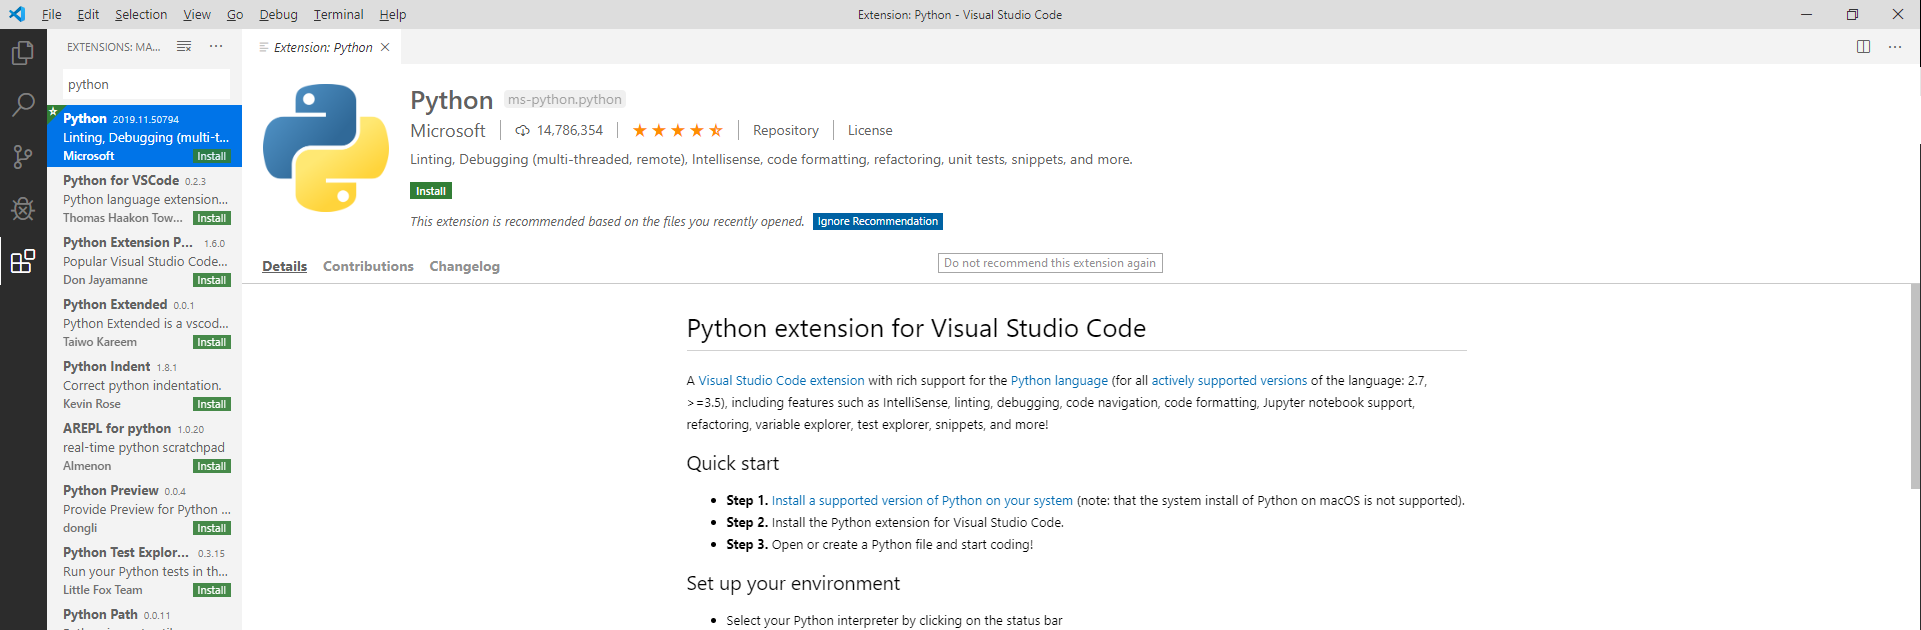 File Edit Selection View Go Debug Terminal Help
Extension: Python - Visual Studio Code
EXTENSIONS: MA...
python
Python 2019.11.50794
Linting, Debugging (multi-t...
Microsoft Install
Python for VSCode 0.2.3
Python language extension...
Thomas Haakon Tow... Install
Python Extension P... 1.6.0
Popular Visual Studio Code...
Don Jayamanne Install
Python Extended 0.0.1
Python Extended is a vscod...
Taiwo Kareem Install
Python Indent 1.8.1
Correct python indentation.
Kevin Rose Install
AREPL for python 1.0.20
real-time python scratchpad
Almenon Install
Python Preview 0.0.4
Provide Preview for Python ...
dongli Install
Python Test Explor... 0.3.15
Run your Python tests in th...
Little Fox Team Install
Python Path 0.0.11
Extension: Python
Python ms-python.python
Microsoft 14,786,354 Repository License
Linting, Debugging (multi-threaded, remote), Intellisense, code formatting, refactoring, unit tests, snippets, and more.
Install
This extension is recommended based on the files you recently opened. Ignore Recommendation
Details Contributions Changelog
Do not recommend this extension again
Python extension for Visual Studio Code
A Visual Studio Code extension with rich support for the Python language (for all actively supported versions of the language: 2.7,
>=3.5), including features such as IntelliSense, linting, debugging, code navigation, code formatting, Jupyter notebook support,
refactoring, variable explorer, test explorer, snippets, and more!
Quick start
• Step 1. Install a supported version of Python on your system (note: that the system install of Python on macOS is not supported).
• Step 2. Install the Python extension for Visual Studio Code.
• Step 3. Open or create a Python file and start coding!
Set up your environment
• Select your Python interpreter by clicking on the status bar